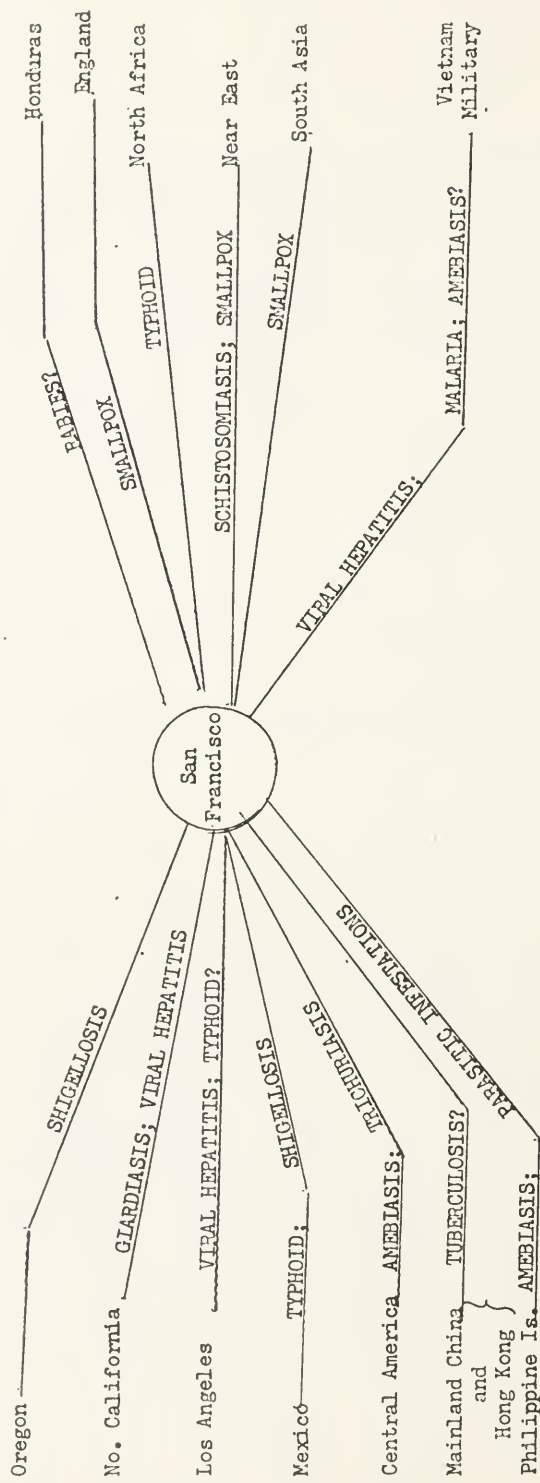 Honduras
RABIES?
England
SMALLPOX
North Africa
TYPHOID
Near East
SCHISTOSOMIASIS; SMALLPOX
South Asia
SMALLPOX
Vietnam
Military
VIRAL HEPATITIS; MALARIA; AMEBIASIS?
San
Francisco
Oregon
SHIGELLOSIS
No. California
GIARDIASIS; VIRAL HEPATITIS
Los Angeles
VIRAL HEPATITIS; TYPHOID?
Mexico
TYPHOID; SHIGELLOSIS
Central America
AMEBIASIS; TRICHURIASIS
Mainland China
and
Hong Kong
TUBERCULOSIS?
Philippine Is.
AMEBIASIS; PARASITIC INFESTATIONS